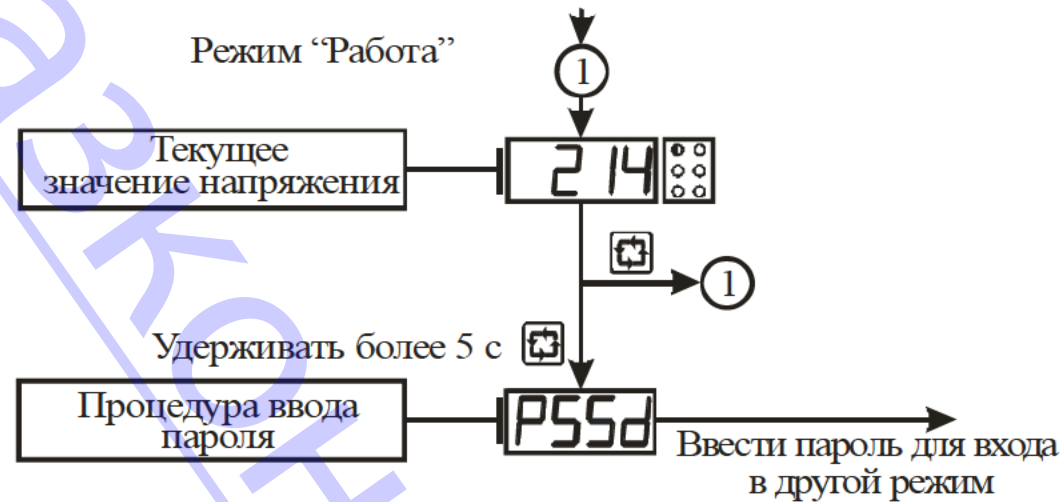 Режим “Работа”
1
Текущее
значение напряжения
214
1
Удерживать более 5 с
Процедура ввода
пароля
PSSd
Ввести пароль для входа
в другой режим